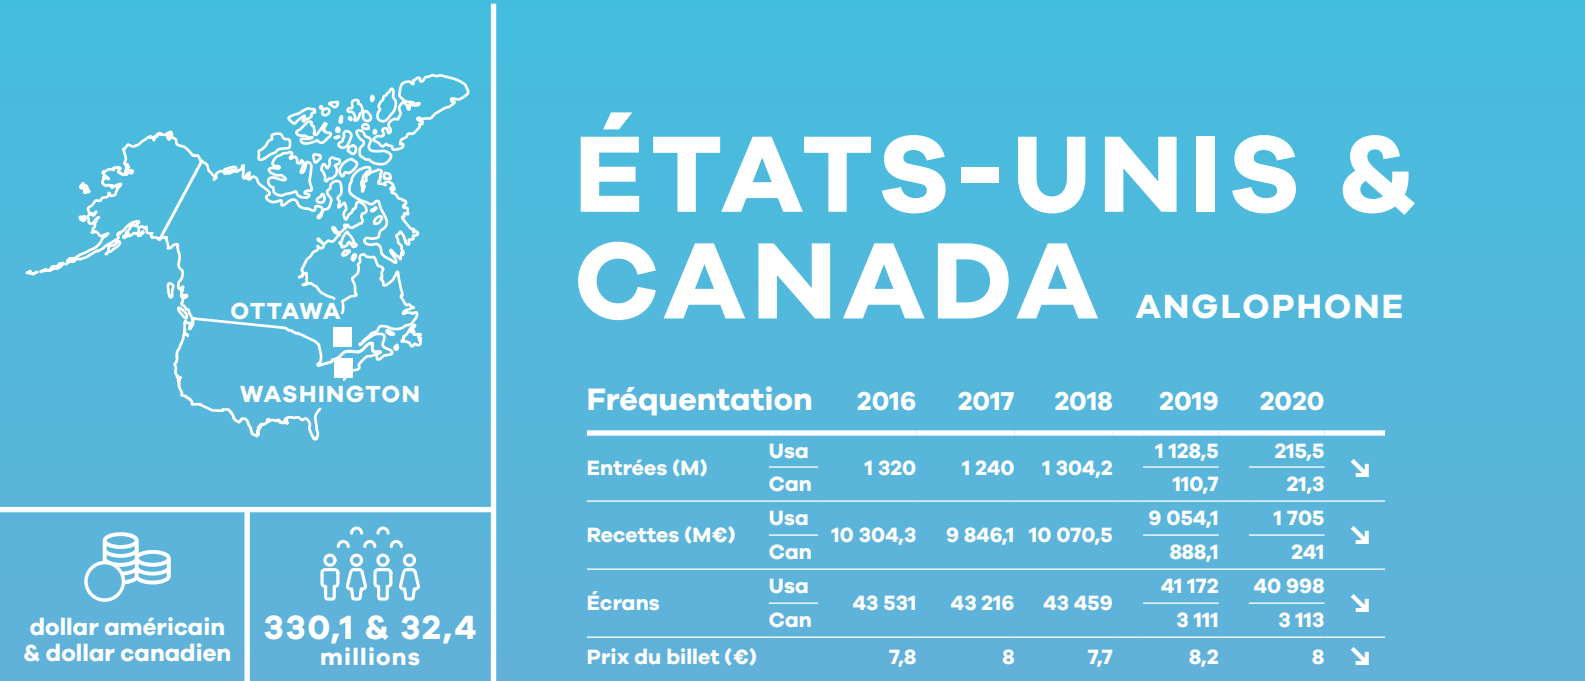 OTTAWA
WASHINGTON
dollar américain
& dollar canadien
330,1 & 32,4
millions
ÉTATS-UNIS &
CANADA ANGLOPHONE
Fréquentation 2016 2017 2018 2019 2020
Entrées (M) Usa 1 320 1 240 1 304,2 1 128,5 215,5
Can 110,7 21,3
Recettes (M€) Usa 10 304,3 9 846,1 10 070,5 9 054,1 1 705
Can 888,1 241
Écrans Usa 43 531 43 216 43 459 41 172 40 998
Can 3 111 3 113
Prix du billet (€) 7,8 8 7,7 8,2 8